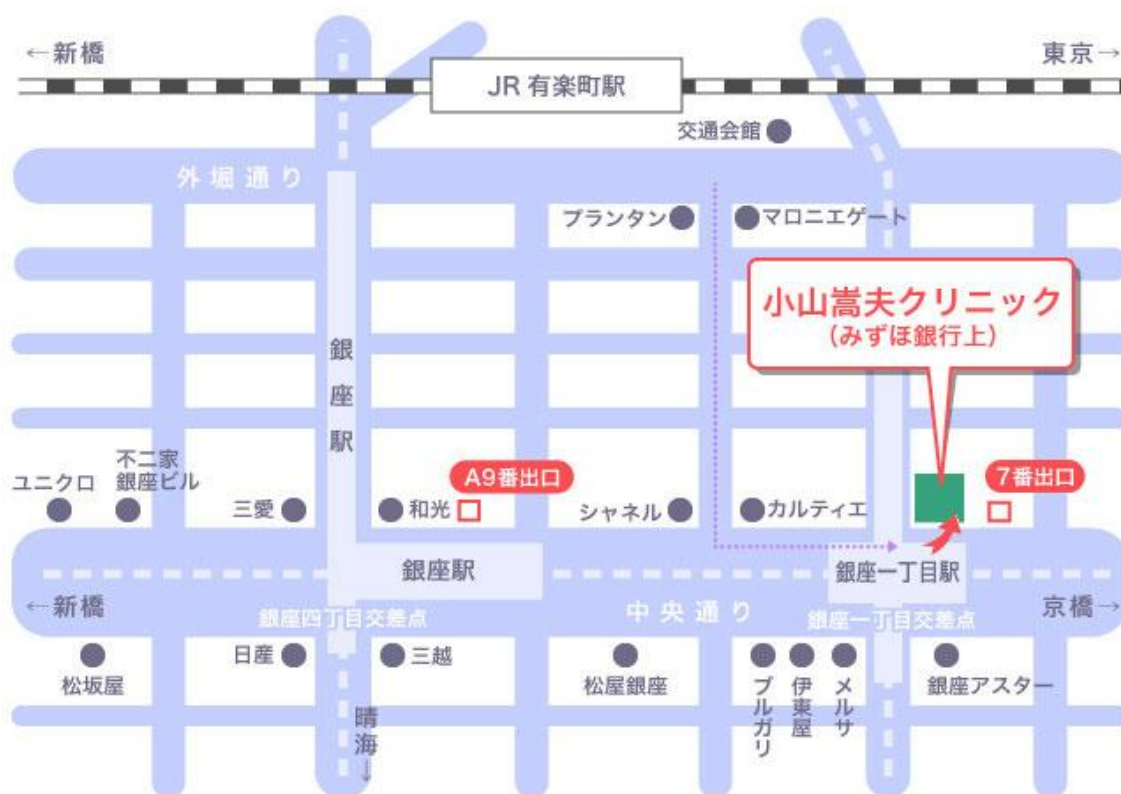 ←新橋
東京→
JR 有楽町駅
交通会館
外堀通り
プランタン
マロニエゲート
小山嵩夫クリニック
(みずほ銀行上)
銀座駅
ユニクロ
不二家
銀座ビル
三愛
和光
A9番出口
シャネル
カルティエ
7番出口
銀座駅
銀座一丁目駅
←新橋
銀座四丁目交差点
中央通り
銀座一丁目交差点
京橋→
松坂屋
日産
三越
松屋銀座
ブルガリ
伊東屋
メルサ
銀座アスター
晴海→